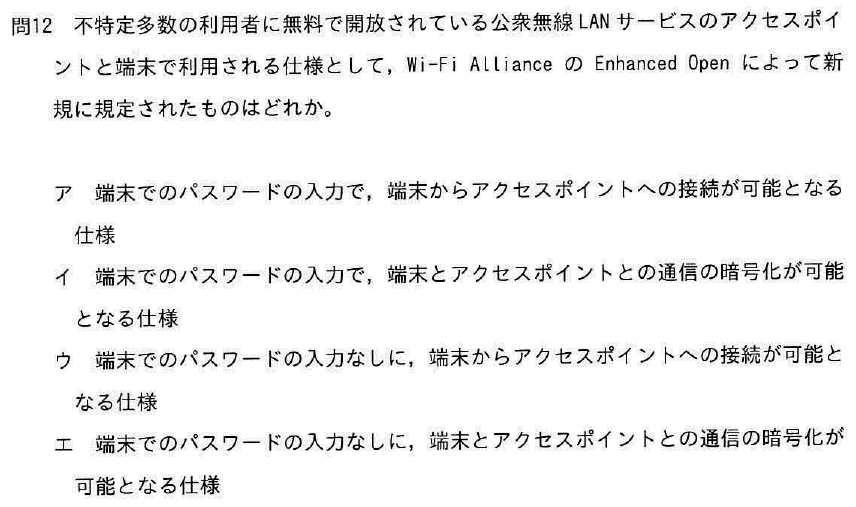 問12 不特定多数の利用者に無料で開放されている公衆無線LANサービスのアクセスポイ
ントと端末で利用される仕様として，Wi-Fi Alliance の Enhanced Open によって新
規に規定されたものはどれか。
ア 端末でのパスワードの入力で，端末からアクセスポイントへの接続が可能となる
仕様
イ 端末でのパスワードの入力で，端末とアクセスポイントとの通信の暗号化が可能
となる仕様
ウ 端末でのパスワードの入力なしに，端末からアクセスポイントへの接続が可能と
なる仕様
エ 端末でのパスワードの入力なしに，端末とアクセスポイントとの通信の暗号化が
可能となる仕様